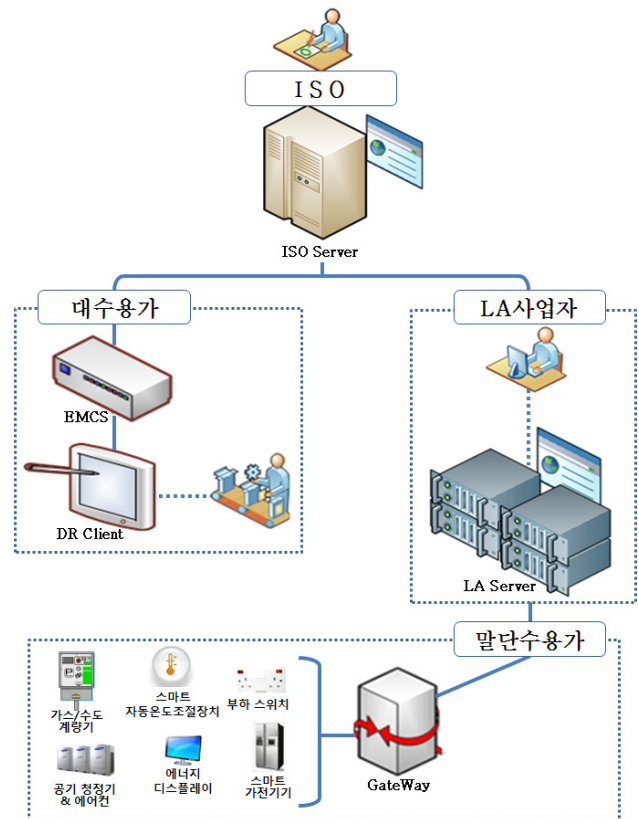 ISO
ISO Server
대수용가
LA사업자
EMCS
DR Client
LA Server
말단수용가
가스/수도
계량기
스마트
자동온도조절장치
부하 스위치
공기 청정기
& 에어컨
에너지
디스플레이
스마트
가전기기
GateWay